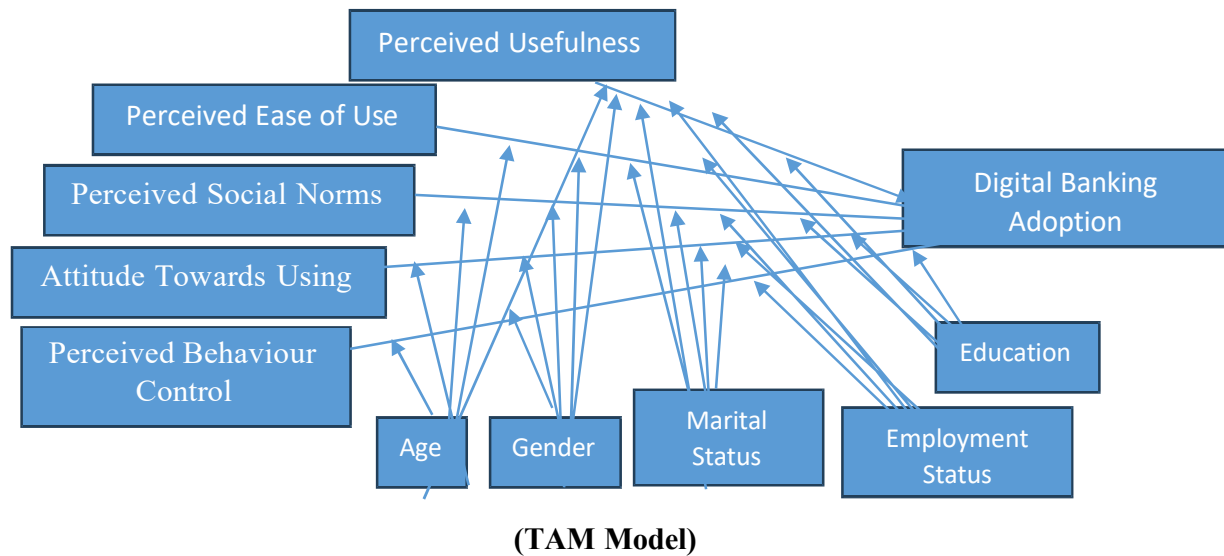 Perceived Usefulness
Perceived Ease of Use
Perceived Social Norms
Attitude Towards Using
Perceived Behaviour
Control
Digital Banking
Adoption
Education
Age
Gender
Marital
Status
Employment
Status
(TAM Model)